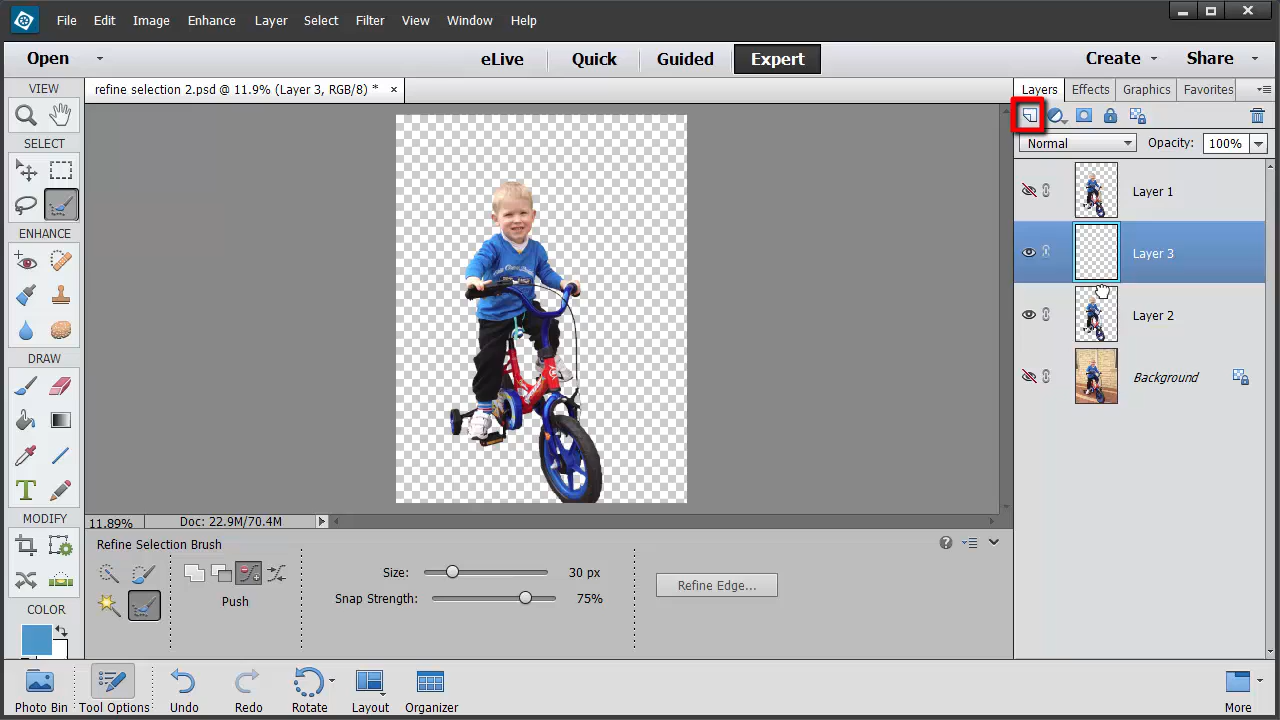 File Edit Image Enhance Layer Select Filter View Window Help
Open eLive Quick Guided Expert Create Share
VIEW
refine selection 2.psd @ 11.9% (Layer 3, RGB/8) * ×
Layers Effects Graphics Favorites
SELECT
Normal Opacity: 100%
Layer 1
ENHANCE
Layer 3
Layer 2
DRAW
Background
MODIFY
11.89% Doc: 22.9M/70.4M
Refine Selection Brush
Size: 30 px
Refine Edge...
Push
Snap Strength: 75%
COLOR
Photo Bin Tool Options Undo Redo Rotate Layout Organizer More